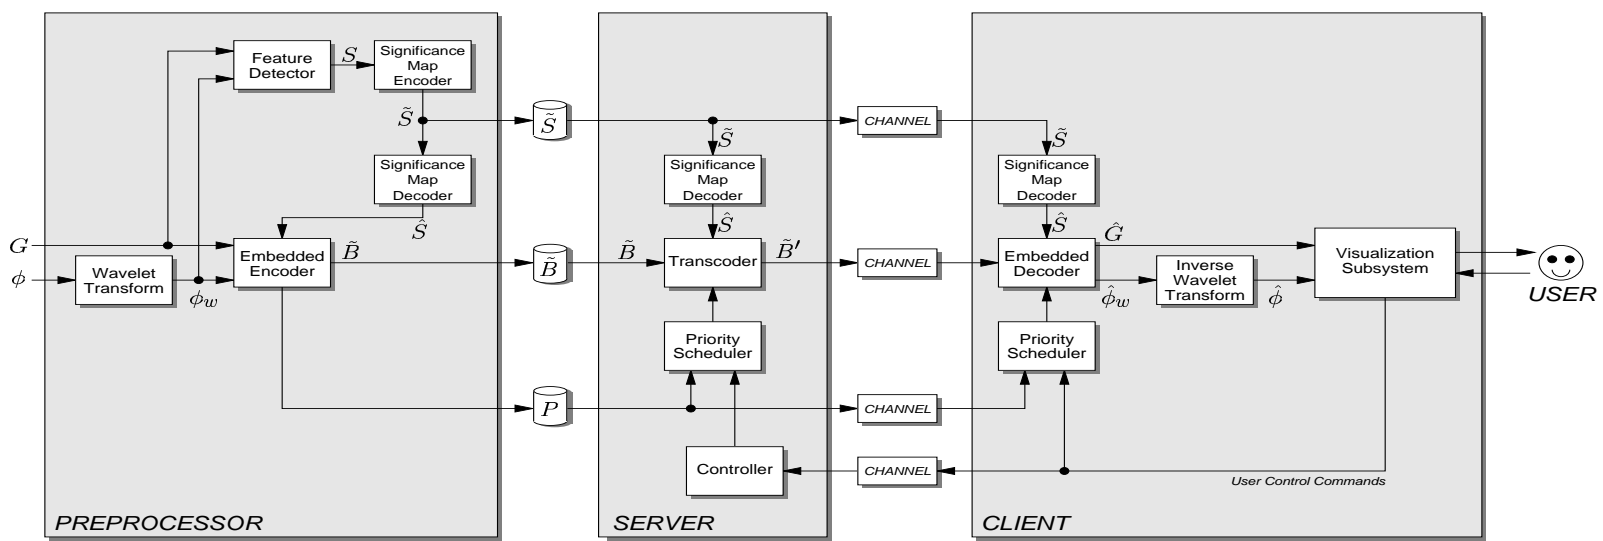 Feature
Detector
S
Significance
Map
Encoder
S̃
S̃
S̃
CHANNEL
S̃
Significance
Map
Decoder
Ŝ
Significance
Map
Decoder
Ŝ
Significance
Map
Decoder
Ŝ
G
ϕ
Wavelet
Transform
ϕw
Embedded
Encoder
B̃
B̃
B̃
Transcoder
B̃′
CHANNEL
Embedded
Decoder
Ĝ
ϕ̂w
Inverse
Wavelet
Transform
ϕ̂
Visualization
Subsystem
USER
Priority
Scheduler
Priority
Scheduler
P
CHANNEL
Controller
CHANNEL
User Control Commands
PREPROCESSOR
SERVER
CLIENT